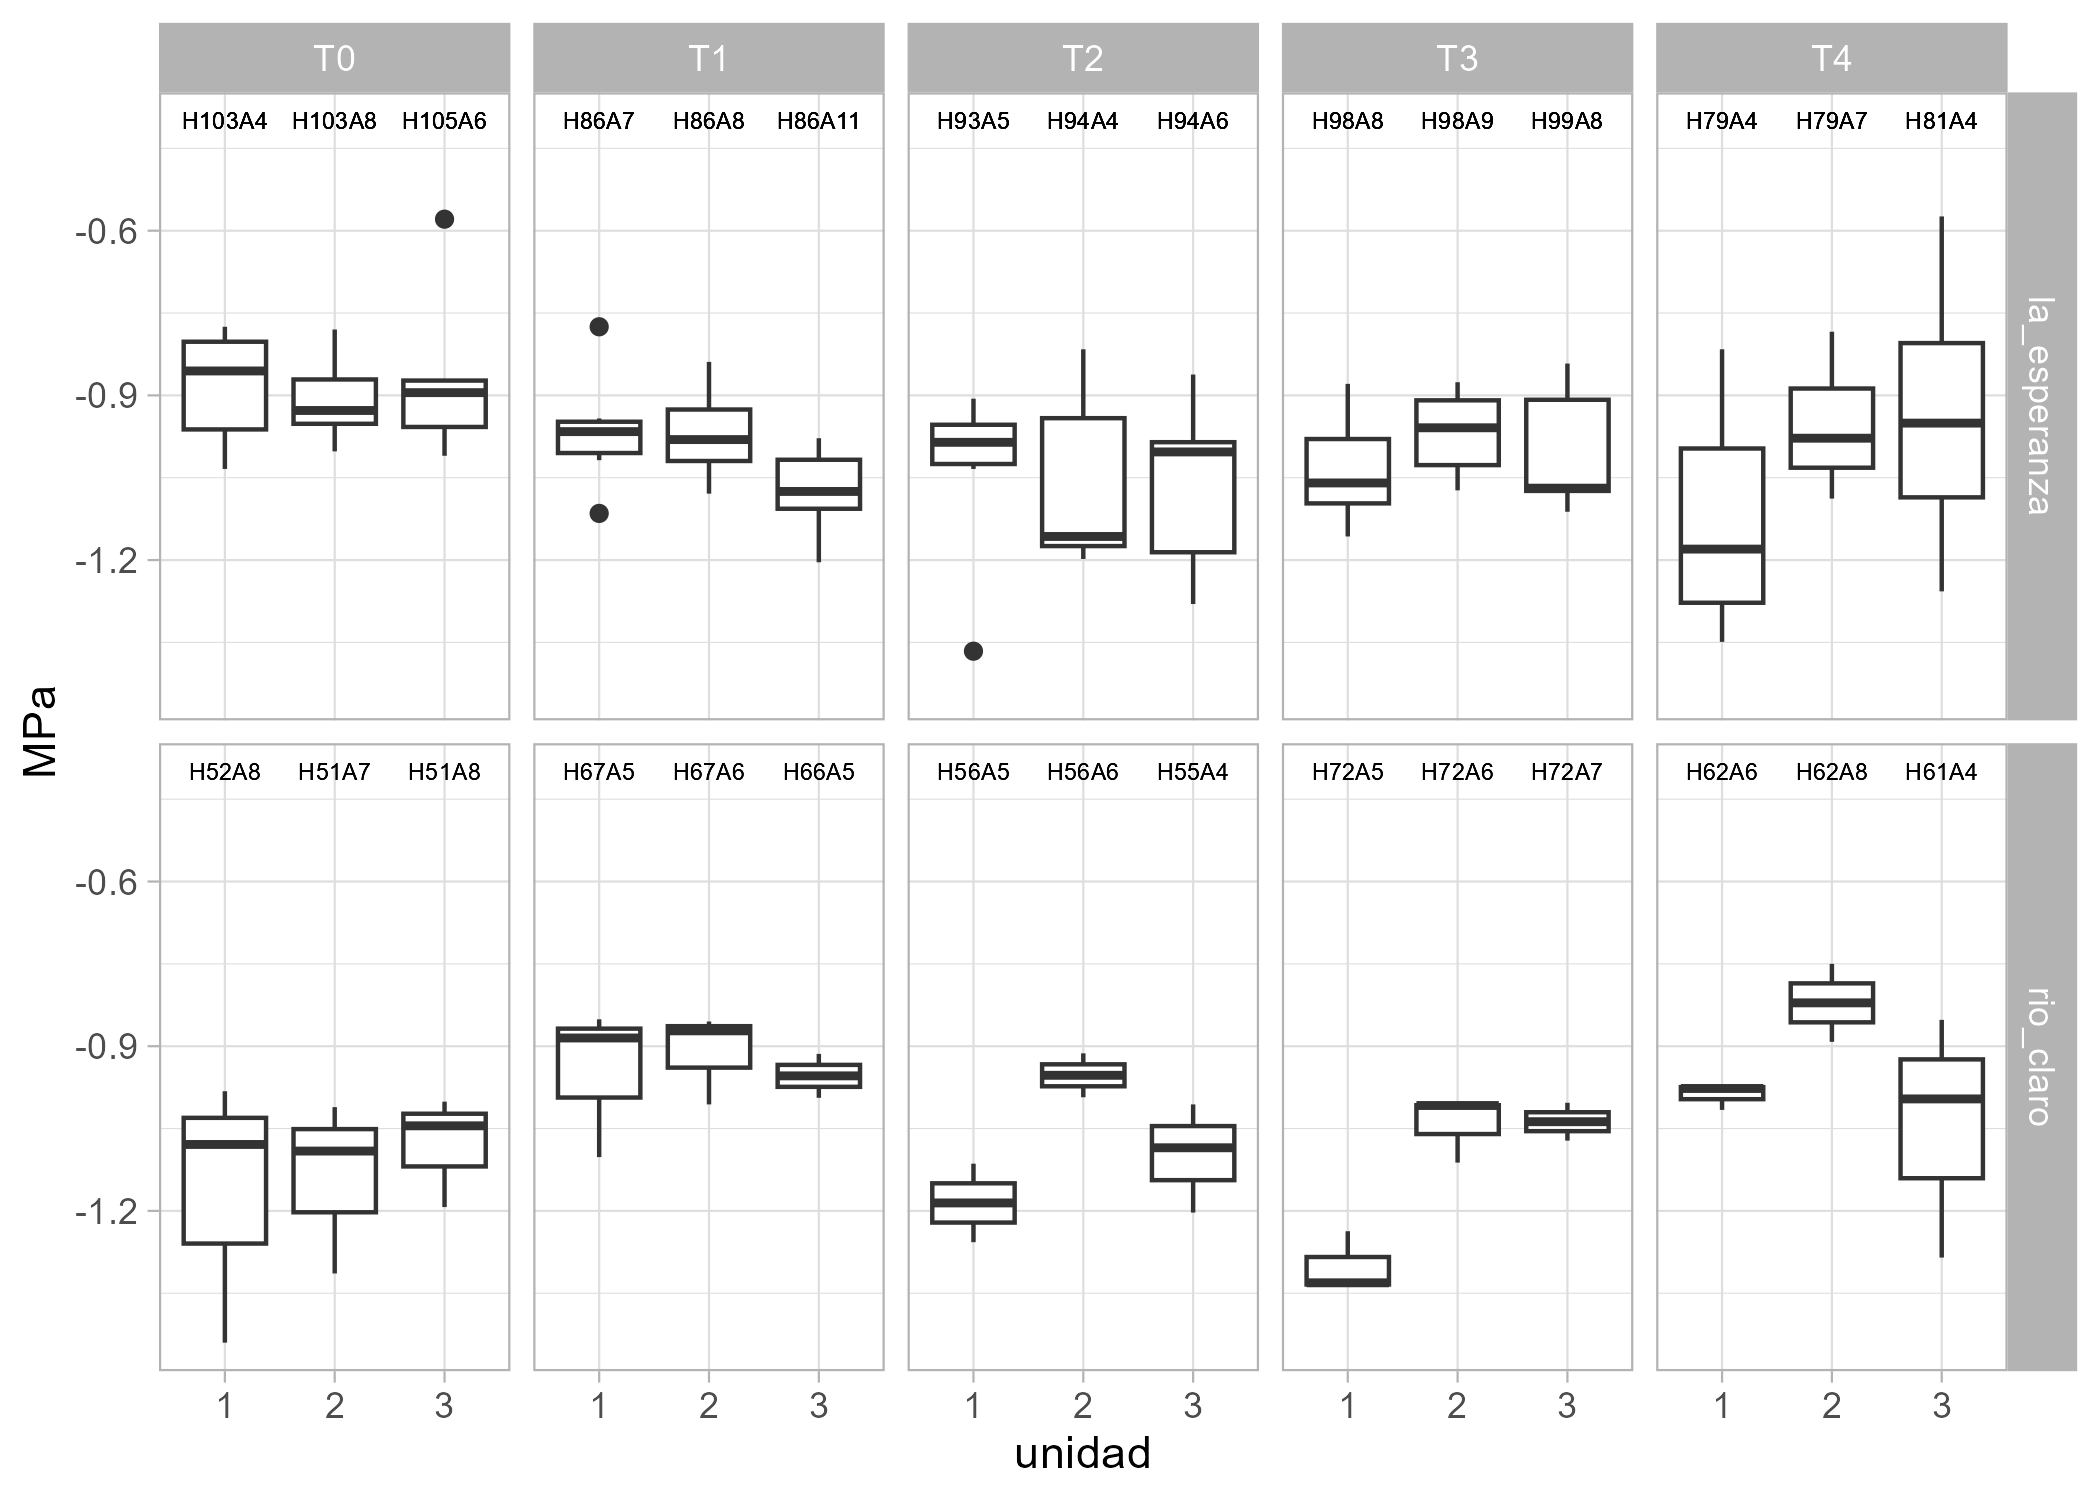 T0 T1 T2 T3 T4
H103A4 H103A8 H105A6 H86A7 H86A8 H86A11 H93A5 H94A4 H94A6 H98A8 H98A9 H99A8 H79A4 H79A7 H81A4
-0.6
-0.9
-1.2
la_esperanza
MPa
H52A8 H51A7 H51A8 H67A5 H67A6 H66A5 H56A5 H56A6 H55A4 H72A5 H72A6 H72A7 H62A6 H62A8 H61A4
-0.6
-0.9
-1.2
rio_claro
1 2 3 1 2 3 1 2 3 1 2 3 1 2 3
unidad